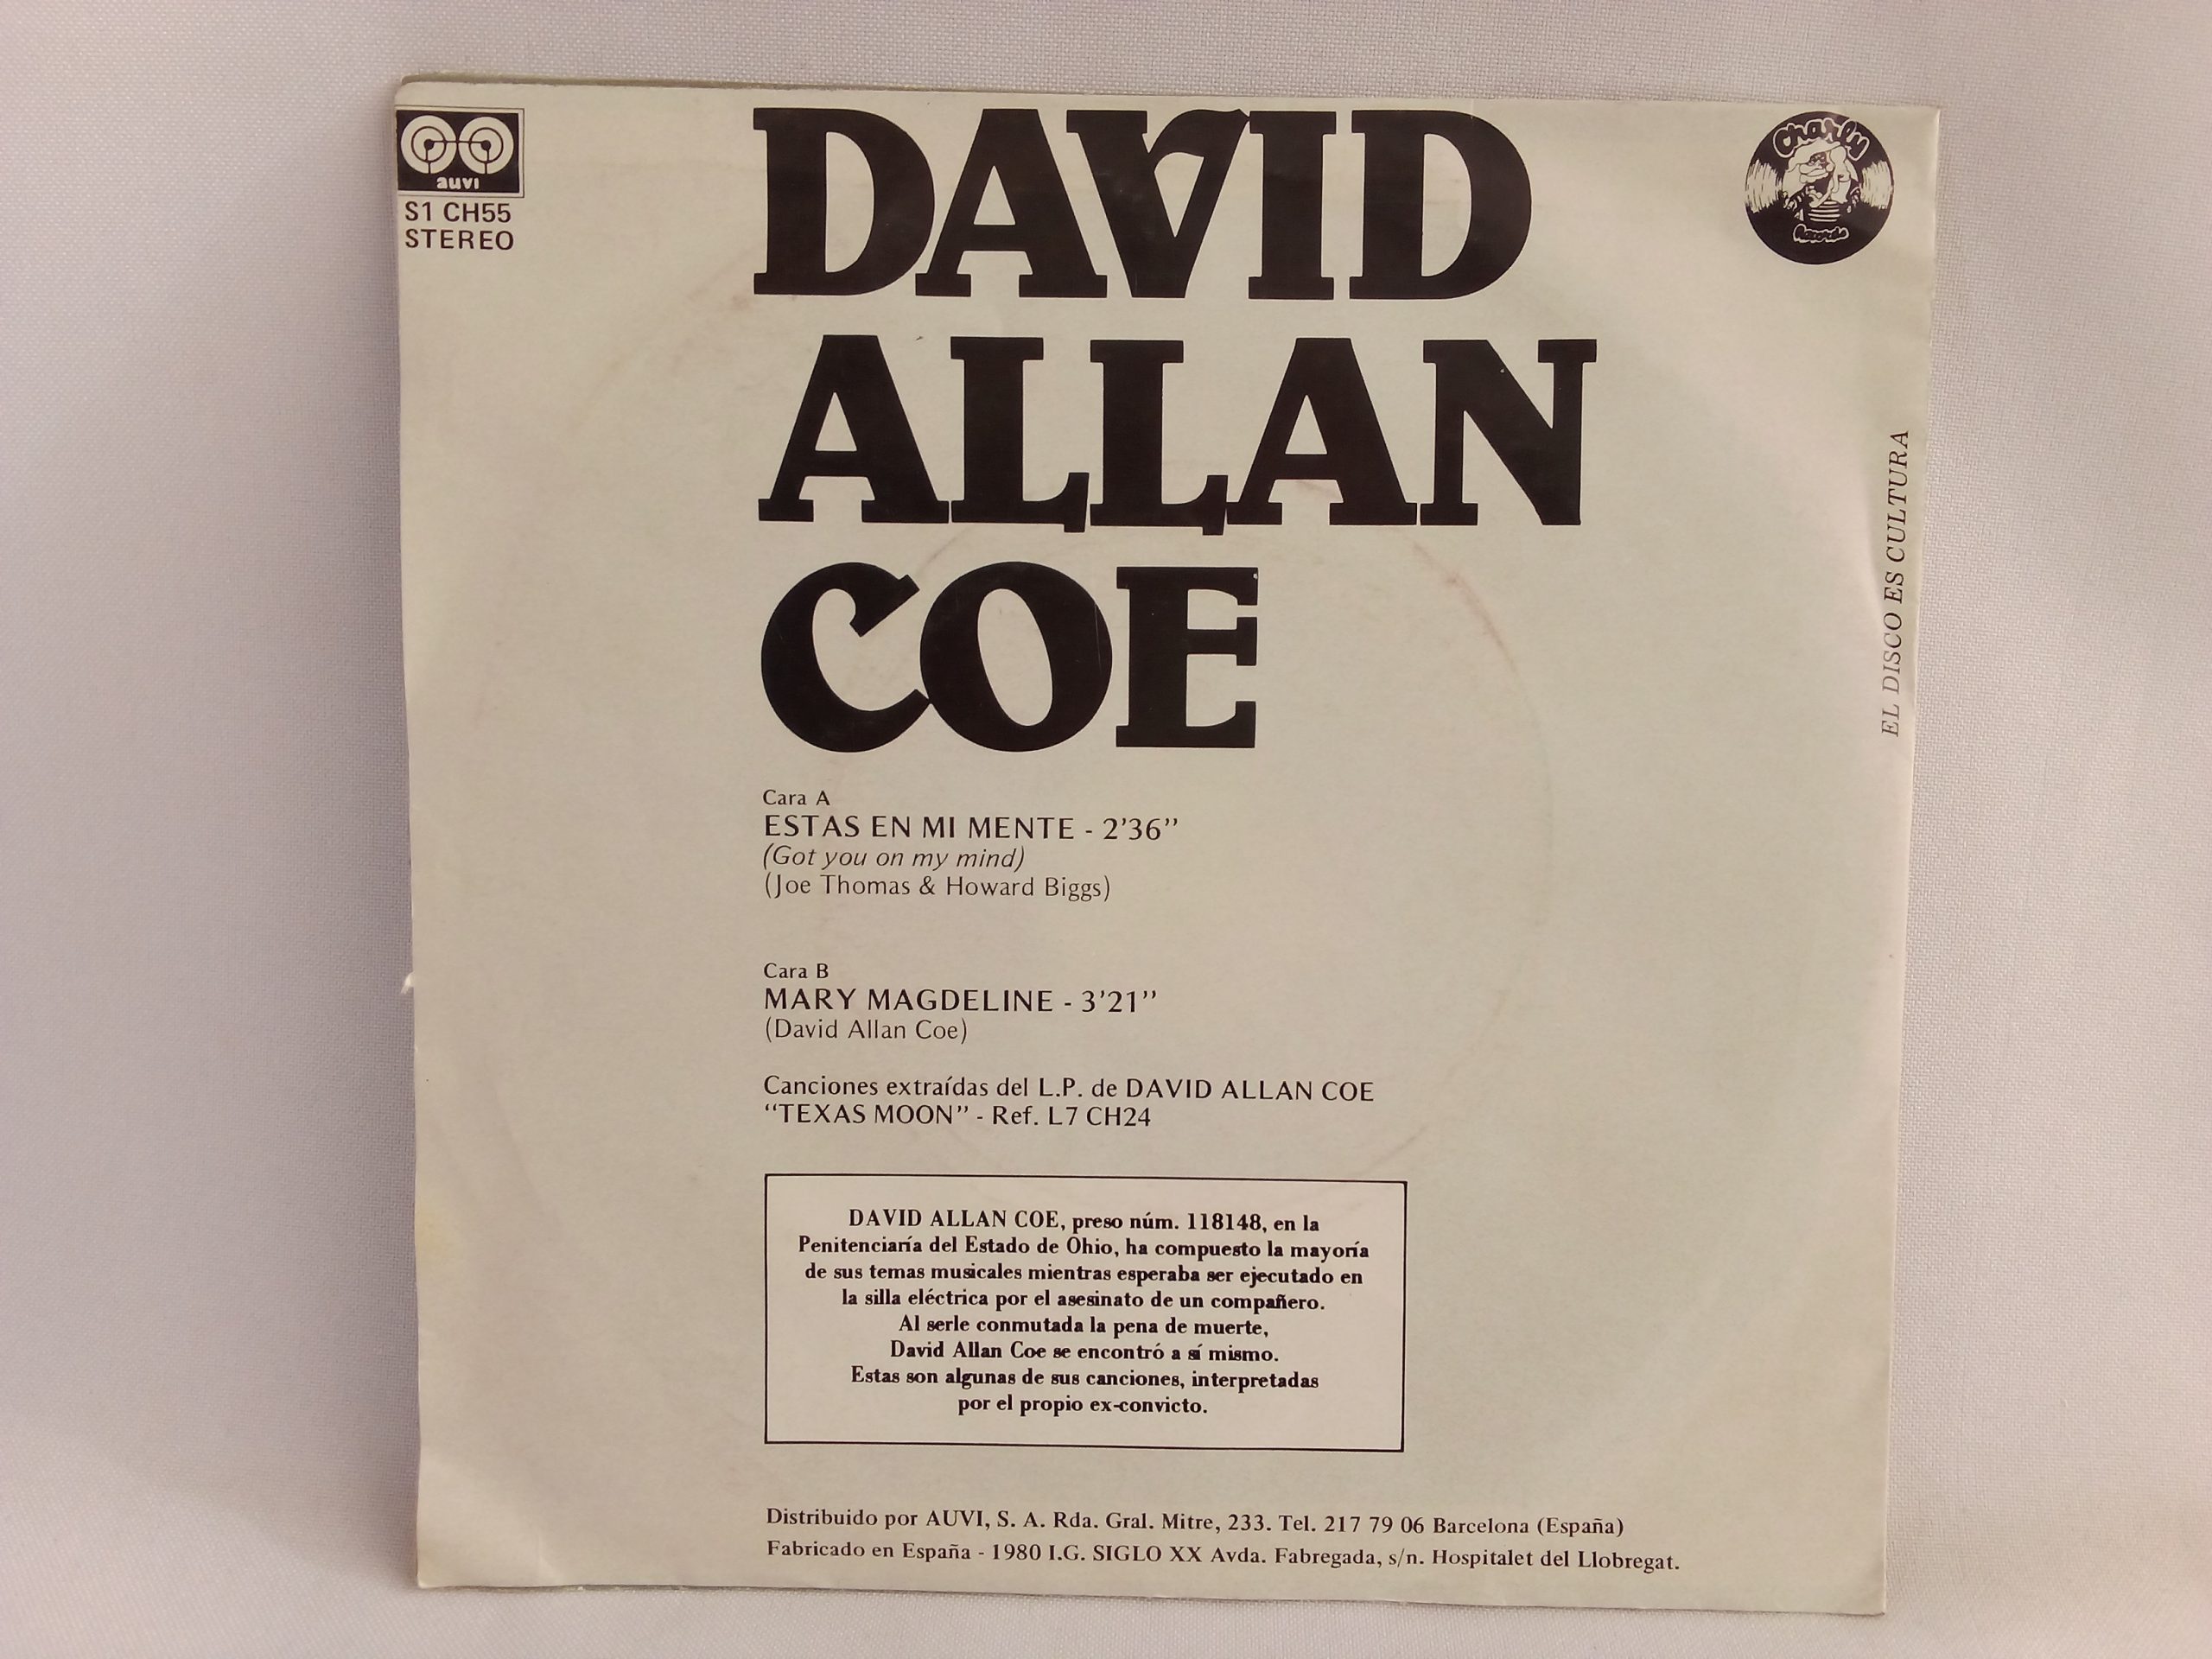 auvi
S1 CH55
STEREO
DAVID
ALLAN
COE
Charly
Records
EL DISCO ES CULTURA
Cara A
ESTAS EN MI MENTE - 2'36''
(Got you on my mind)
(Joe Thomas & Howard Biggs)
Cara B
MARY MAGDELINE - 3'21''
(David Allan Coe)
Canciones extraídas del L.P. de DAVID ALLAN COE
“TEXAS MOON” - Ref. L7 CH24
DAVID ALLAN COE, preso núm. 118148, en la
Penitenciaría del Estado de Ohio, ha compuesto la mayoría
de sus temas musicales mientras esperaba ser ejecutado en
la silla eléctrica por el asesinato de un compañero.
Al serle conmutada la pena de muerte,
David Allan Coe se encontró a sí mismo.
Estas son algunas de sus canciones, interpretadas
por el propio ex-convicto.
Distribuido por AUVI, S. A. Rda. Gral. Mitre, 233. Tel. 217 79 06 Barcelona (España)
Fabricado en España - 1980 I.G. SIGLO XX Avda. Fabregada, s/n. Hospitalet del Llobregat.